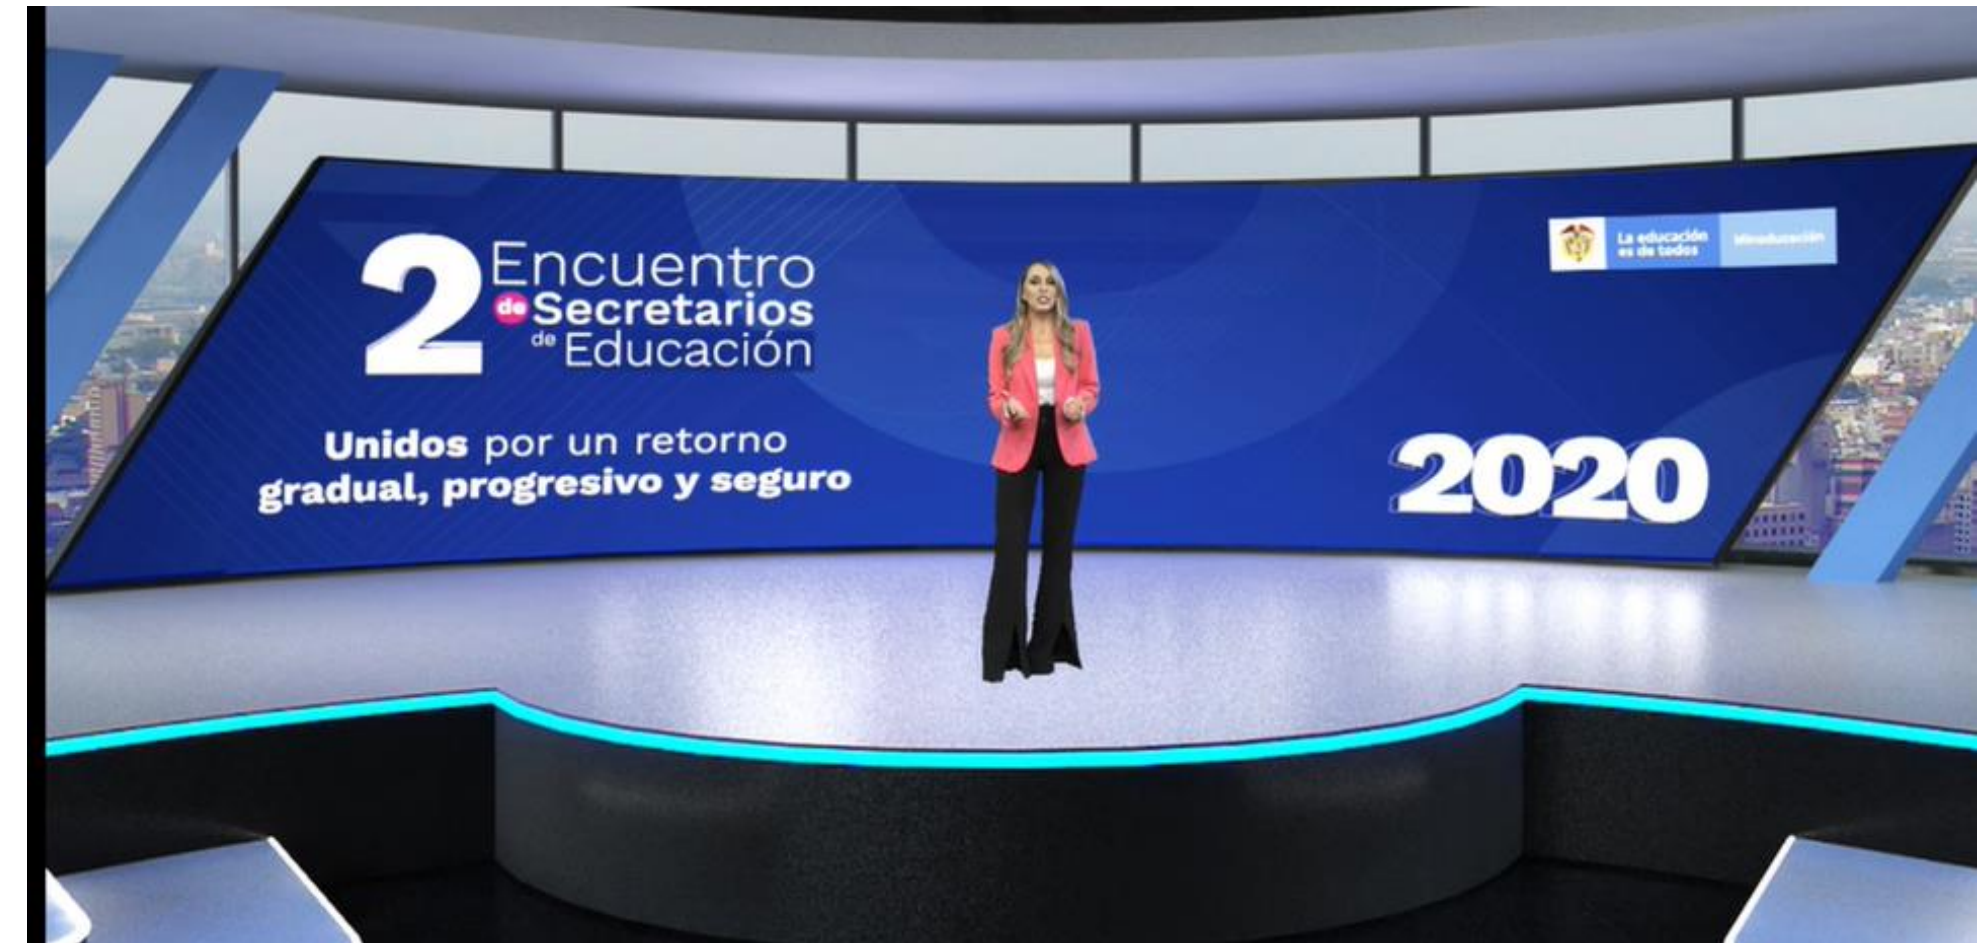 2 Encuentro
de Secretarios
de Educación
Unidos por un retorno
gradual, progresivo y seguro
La educación
es de todos
Mineducación
2020